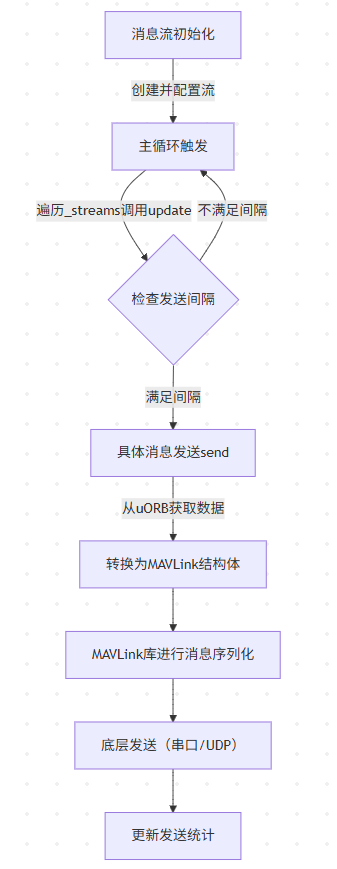 消息流初始化
创建并配置流
主循环触发
遍历_streams调用update
不满足间隔
检查发送间隔
满足间隔
具体消息发送send
从uORB获取数据
转换为MAVLink结构体
MAVLink库进行消息序列化
底层发送（串口/UDP）
更新发送统计